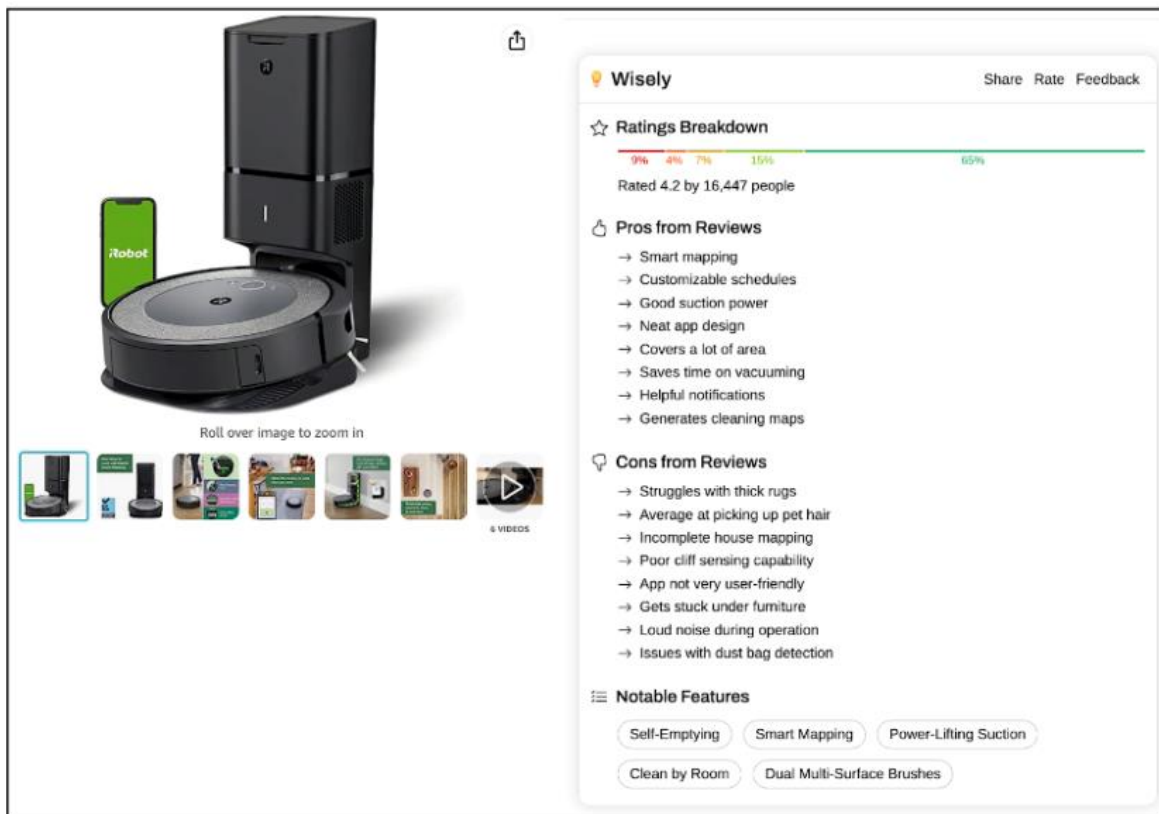 iRobot
Roll over image to zoom in
6 VIDEOS
Wisely
Share Rate Feedback
Ratings Breakdown
9% 4% 7% 15% 65%
Rated 4.2 by 16,447 people
Pros from Reviews
→ Smart mapping
→ Customizable schedules
→ Good suction power
→ Neat app design
→ Covers a lot of area
→ Saves time on vacuuming
→ Helpful notifications
→ Generates cleaning maps
Cons from Reviews
→ Struggles with thick rugs
→ Average at picking up pet hair
→ Incomplete house mapping
→ Poor cliff sensing capability
→ App not very user-friendly
→ Gets stuck under furniture
→ Loud noise during operation
→ Issues with dust bag detection
Notable Features
Self-Emptying Smart Mapping Power-Lifting Suction
Clean by Room Dual Multi-Surface Brushes